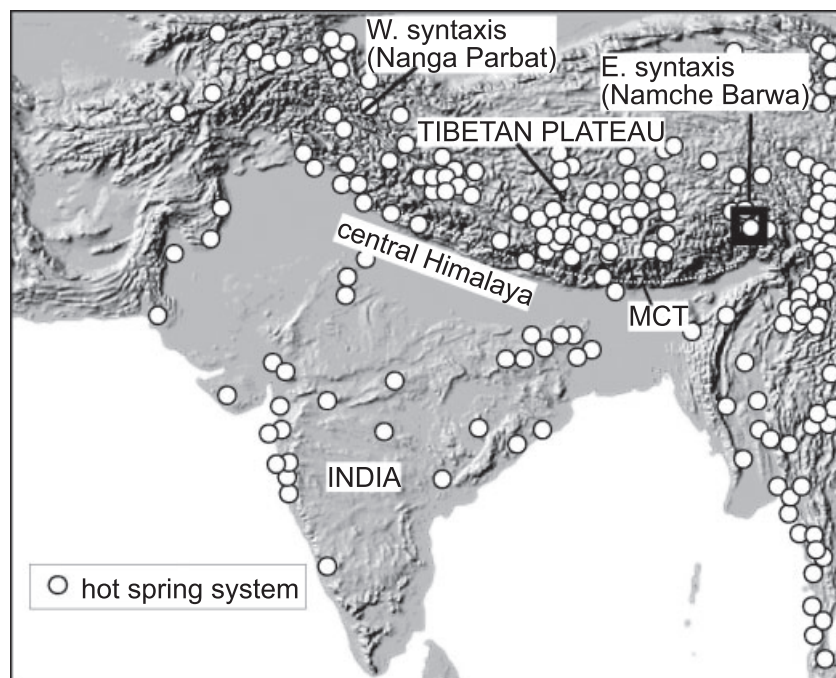 W. syntaxis
(Nanga Parbat)
E. syntaxis
(Namche Barwa)
TIBETAN PLATEAU
central Himalaya
MCT
INDIA
hot spring system